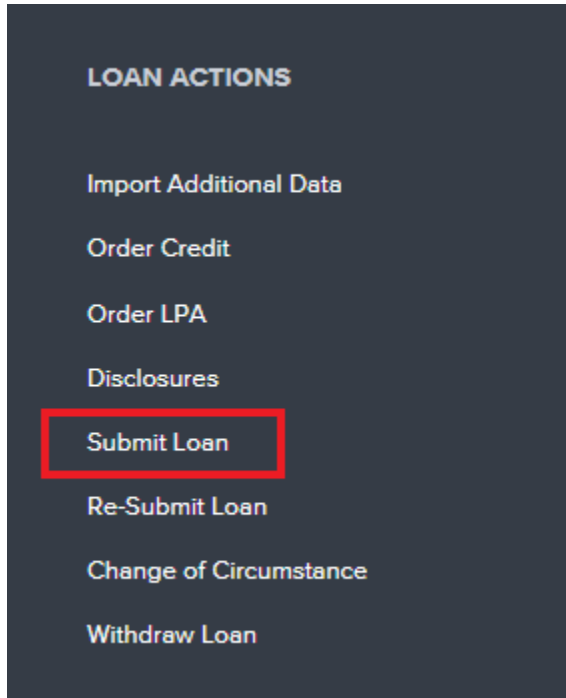 LOAN ACTIONS
Import Additional Data
Order Credit
Order LPA
Disclosures
Submit Loan
Re-Submit Loan
Change of Circumstance
Withdraw Loan